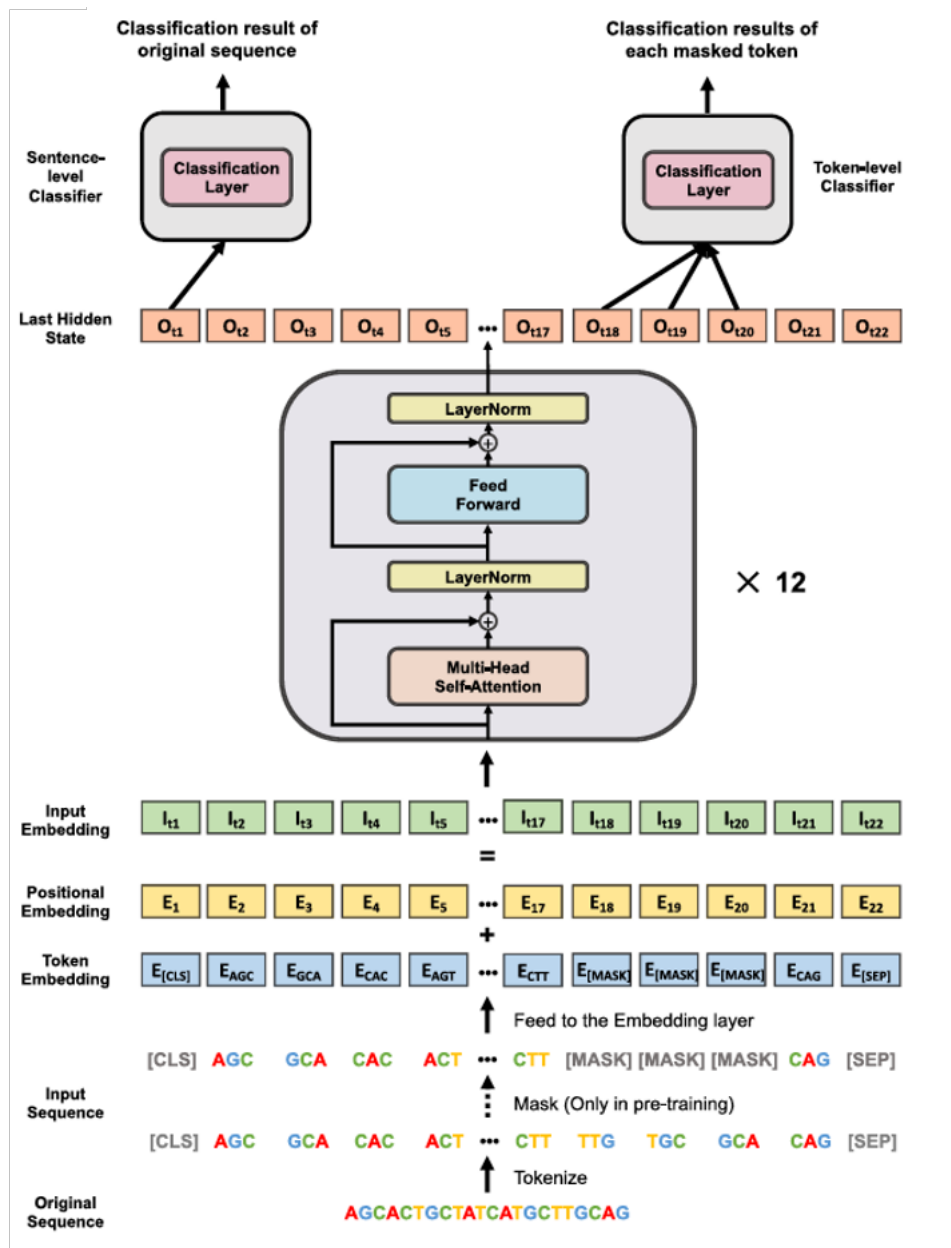 Classification result of
original sequence
Classification results of
each masked token
Sentence-
level
Classifier
Classification
Layer
Classification
Layer
Token-level
Classifier
Last Hidden
State
Ot1 Ot2 Ot3 Ot4 Ot5 ••• Ot17 Ot18 Ot19 Ot20 Ot21 Ot22
LayerNorm
+
Feed
Forward
LayerNorm
+
Multi-Head
Self-Attention
× 12
Input
Embedding
It1 It2 It3 It4 It5 ••• It17 It18 It19 It20 It21 It22
=
Positional
Embedding
E1 E2 E3 E4 E5 ••• E17 E18 E19 E20 E21 E22
+
Token
Embedding
E[CLS] EAGC EGCA ECAC EAGT ••• ECTT E[MASK] E[MASK] E[MASK] ECAG E[SEP]
Feed to the Embedding layer
[CLS] AGC GCA CAC ACT ••• CTT [MASK] [MASK] [MASK] CAG [SEP]
Input
Sequence
Mask (Only in pre-training)
[CLS] AGC GCA CAC ACT ••• CTT TTG TGC GCA CAG [SEP]
Tokenize
Original
Sequence
AGCACTGCTATCATGCTTGCAG